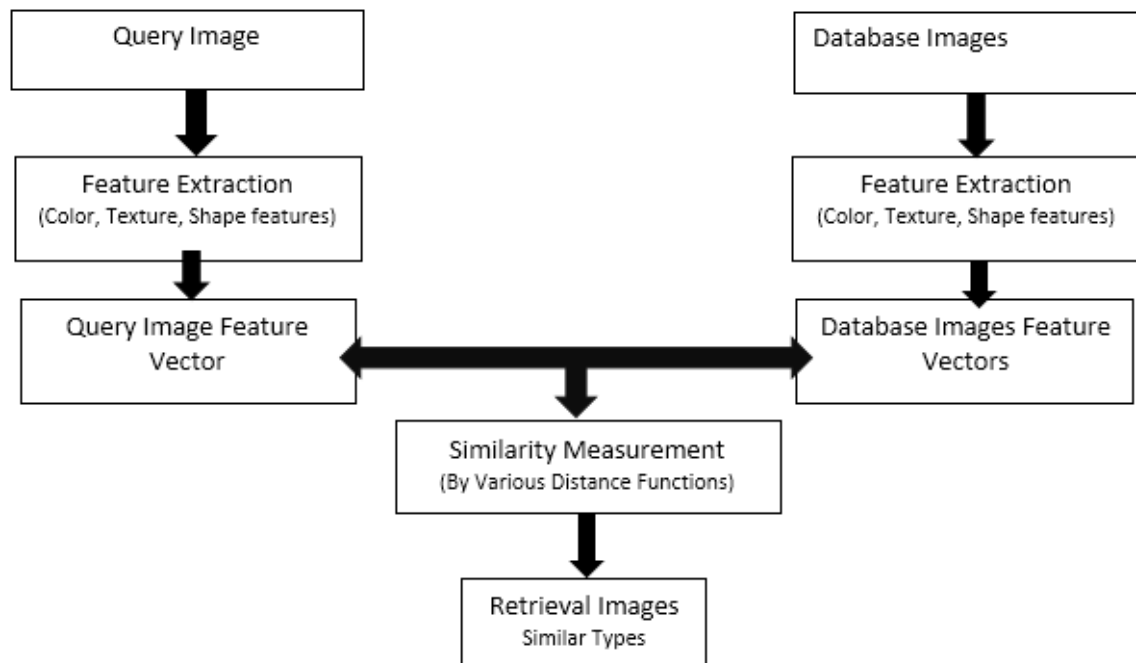 Query Image
Database Images
Feature Extraction
(Color, Texture, Shape features)
Feature Extraction
(Color, Texture, Shape features)
Query Image Feature
Vector
Database Images Feature
Vectors
Similarity Measurement
(By Various Distance Functions)
Retrieval Images
Similar Types